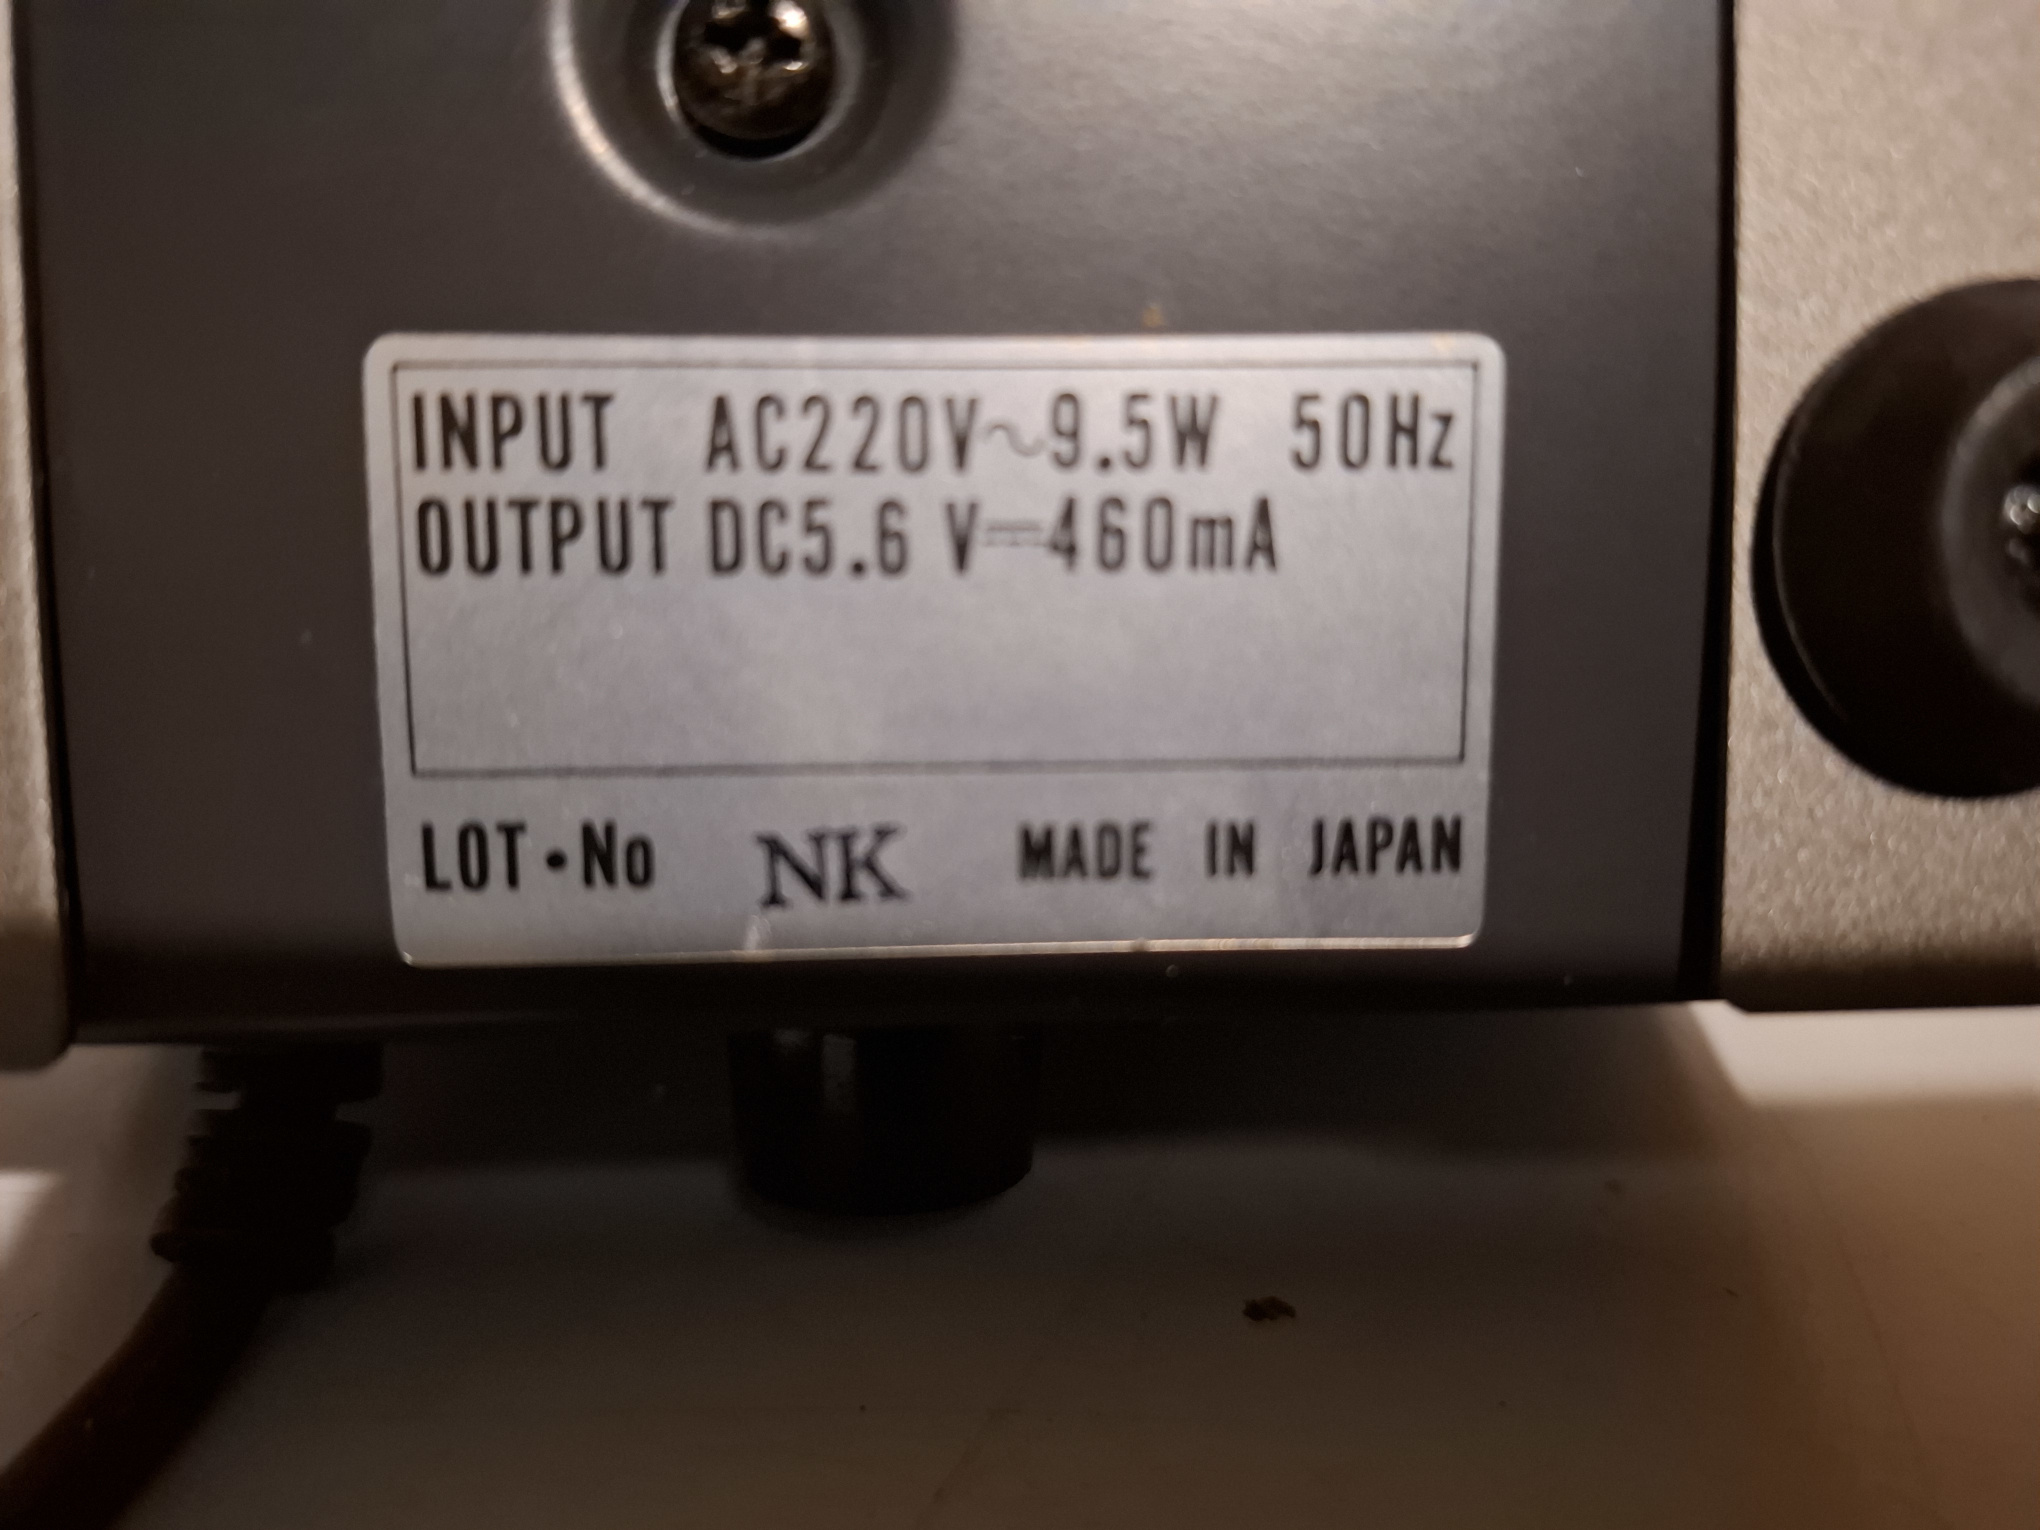 INPUT AC220V~9.5W 50Hz
OUTPUT DC5.6 V⎓460mA
LOT•No NK MADE IN JAPAN